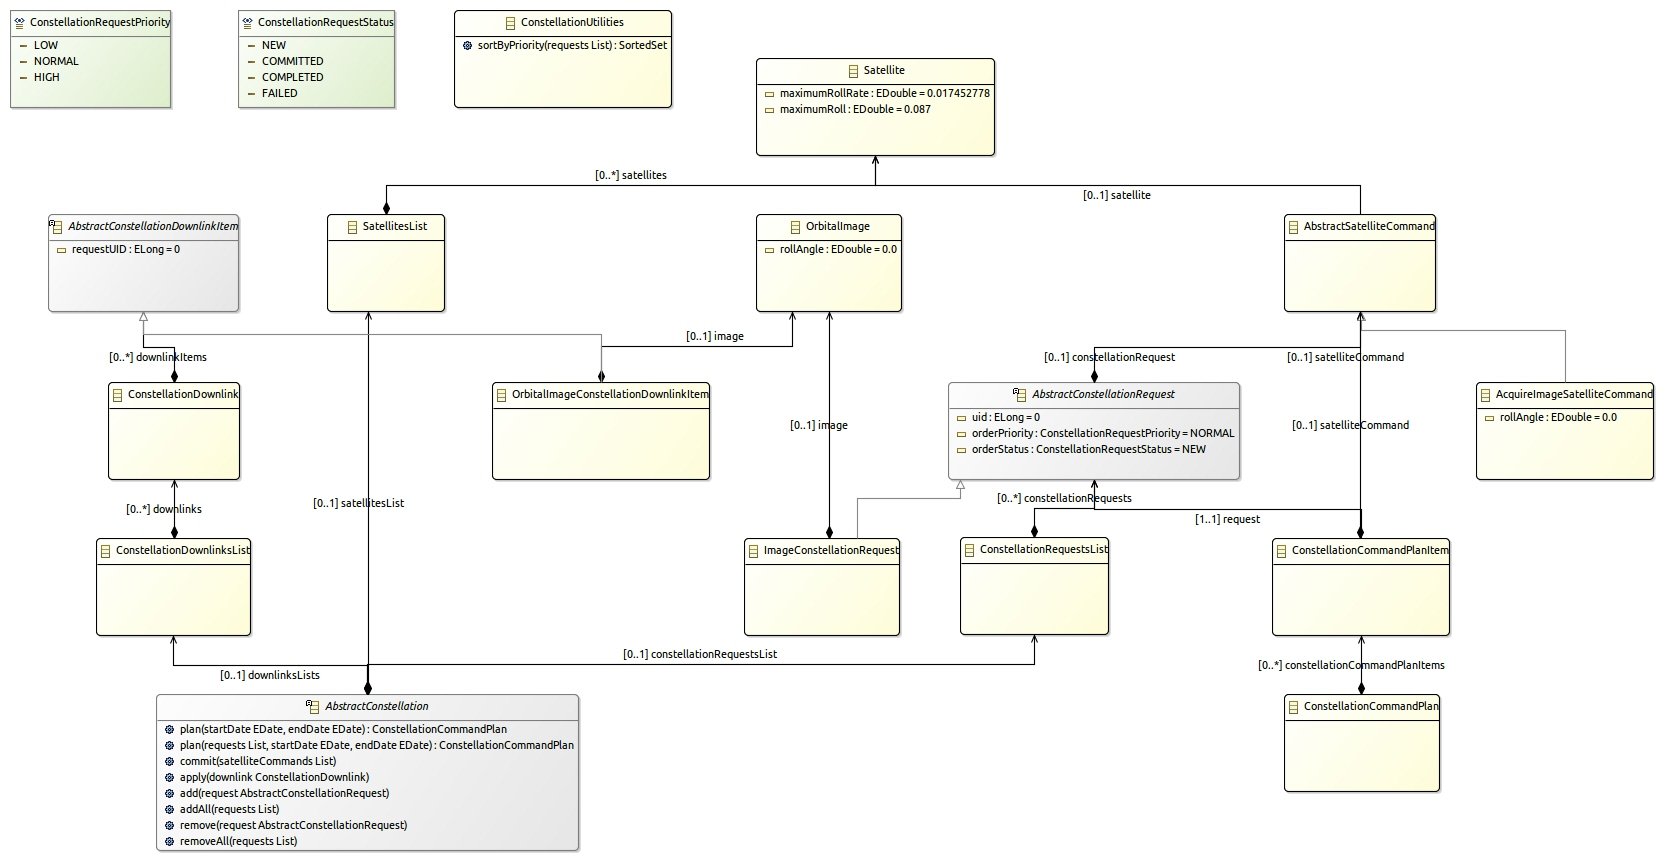 ConstellationRequestPriority
LOW
NORMAL
HIGH
ConstellationRequestStatus
NEW
COMMITTED
COMPLETED
FAILED
ConstellationUtilities
sortByPriority(requests List) : SortedSet
Satellite
maximumRollRate : EDouble = 0.017452778
maximumRoll : EDouble = 0.087
[0..*] satellites
[0..1] satellite
AbstractConstellationDownlinkItem
requestUID : ELong = 0
SatellitesList
OrbitalImage
rollAngle : EDouble = 0.0
AbstractSatelliteCommand
[0..1] image
[0..*] downlinkItems
[0..1] constellationRequest
[0..1] satelliteCommand
ConstellationDownlink
OrbitalImageConstellationDownlinkItem
AbstractConstellationRequest
uid : ELong = 0
orderPriority : ConstellationRequestPriority = NORMAL
orderStatus : ConstellationRequestStatus = NEW
AcquireImageSatelliteCommand
rollAngle : EDouble = 0.0
[0..1] image
[0..1] satelliteCommand
[0..*] downlinks
[0..1] satellitesList
[0..*] constellationRequests
[1..1] request
ConstellationDownlinksList
ImageConstellationRequest
ConstellationRequestsList
ConstellationCommandPlanItem
[0..1] downlinksLists
[0..1] constellationRequestsList
[0..*] constellationCommandPlanItems
AbstractConstellation
plan(startDate EDate, endDate EDate) : ConstellationCommandPlan
plan(requests List, startDate EDate, endDate EDate) : ConstellationCommandPlan
commit(satelliteCommands List)
apply(downlink ConstellationDownlink)
add(request AbstractConstellationRequest)
addAll(requests List)
remove(request AbstractConstellationRequest)
removeAll(requests List)
ConstellationCommandPlan